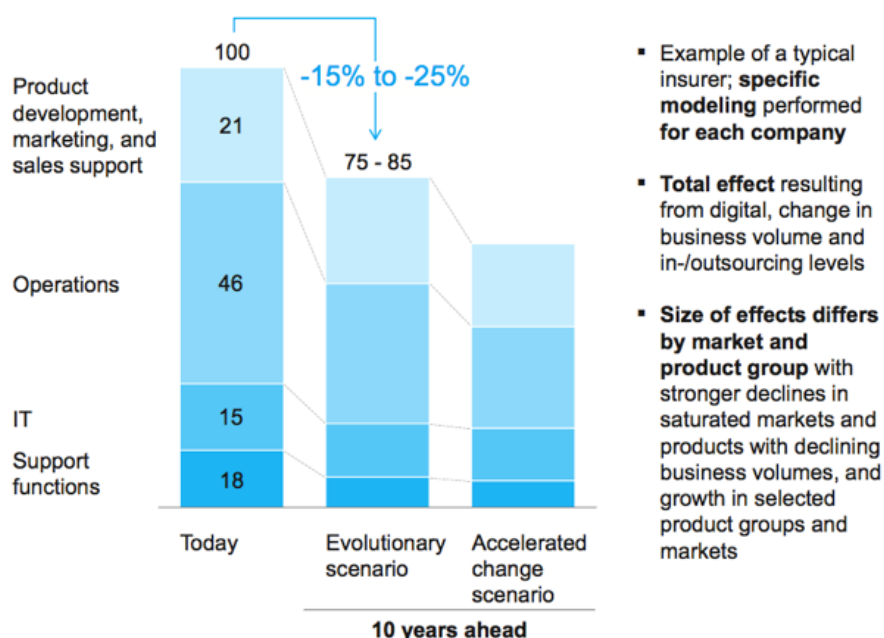 100
-15% to -25%
Product
development,
marketing, and
sales support
21
75 - 85
Operations
46
IT
15
Support
functions
18
Today
Evolutionary
scenario
Accelerated
change
scenario
10 years ahead
▪ Example of a typical
insurer; specific
modeling performed
for each company
▪ Total effect resulting
from digital, change in
business volume and
in-/outsourcing levels
▪ Size of effects differs
by market and
product group with
stronger declines in
saturated markets and
products with declining
business volumes, and
growth in selected
product groups and
markets